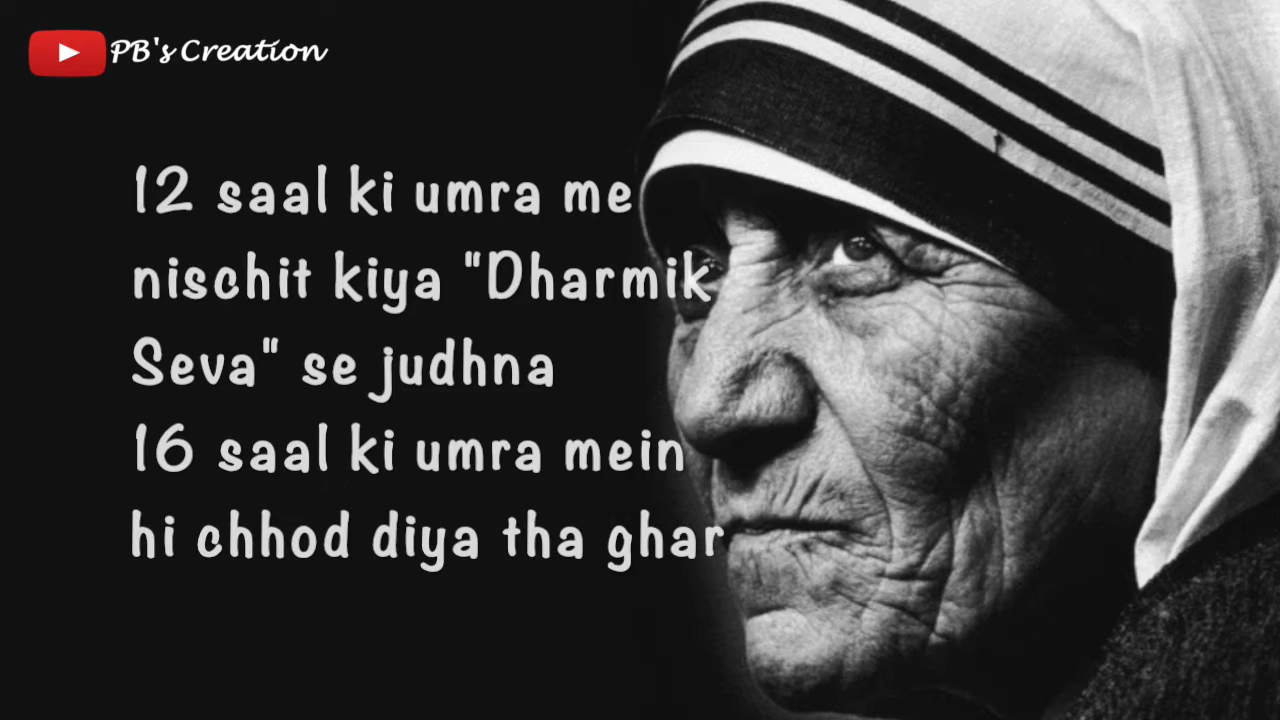 PB's Creation
12 saal ki umra me
nischit kiya "Dharmik
Seva" se judhna
16 saal ki umra mein
hi chhod diya tha ghar